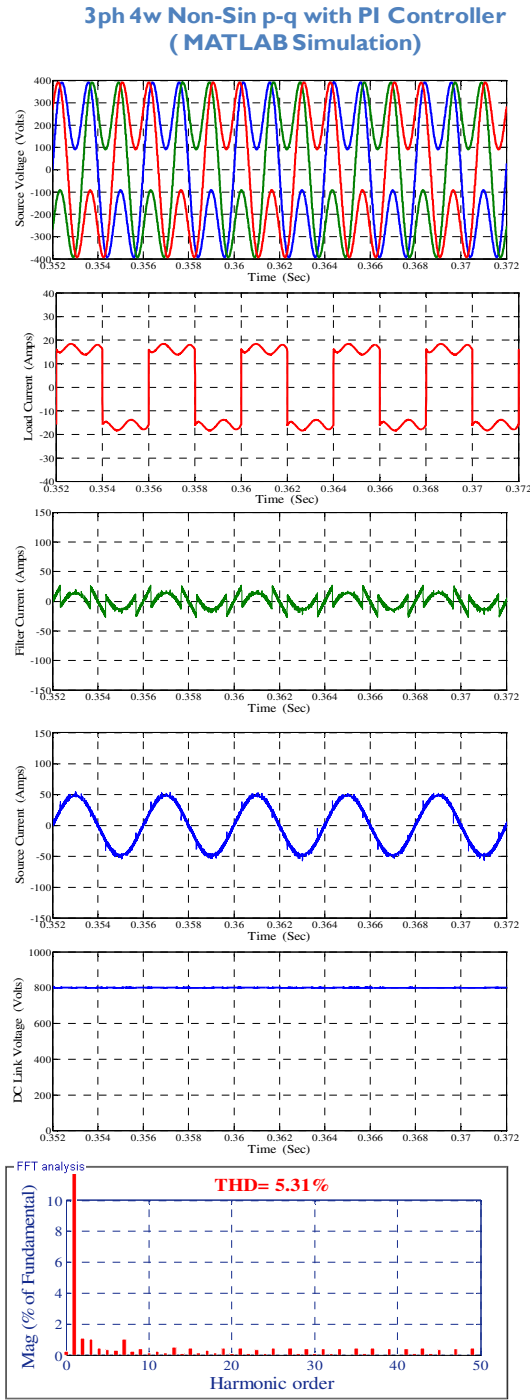 3ph 4w Non-Sin p-q with PI Controller
( MATLAB Simulation)
Source Voltage (Volts)
400
300
200
100
0
-100
-200
-300
-400
0.352 0.354 0.356 0.358 0.36 0.362 0.364 0.366 0.368 0.37 0.372
Time (Sec)
Load Current (Amps)
40
30
20
10
0
-10
-20
-30
-40
0.352 0.354 0.356 0.358 0.36 0.362 0.364 0.366 0.368 0.37 0.372
Time (Sec)
Filter Current (Amps)
150
100
50
0
-50
-100
-150
0.352 0.354 0.356 0.358 0.36 0.362 0.364 0.366 0.368 0.37 0.372
Time (Sec)
Source Current (Amps)
150
100
50
0
-50
-100
-150
0.352 0.354 0.356 0.358 0.36 0.362 0.364 0.366 0.368 0.37 0.372
Time (Sec)
DC Link Voltage (Volts)
1000
800
600
400
200
0
0.352 0.354 0.356 0.358 0.36 0.362 0.364 0.366 0.368 0.37 0.372
Time (Sec)
FFT analysis
THD= 5.31%
Mag (% of Fundamental)
10
8
6
4
2
0
0 10 20 30 40 50
Harmonic order